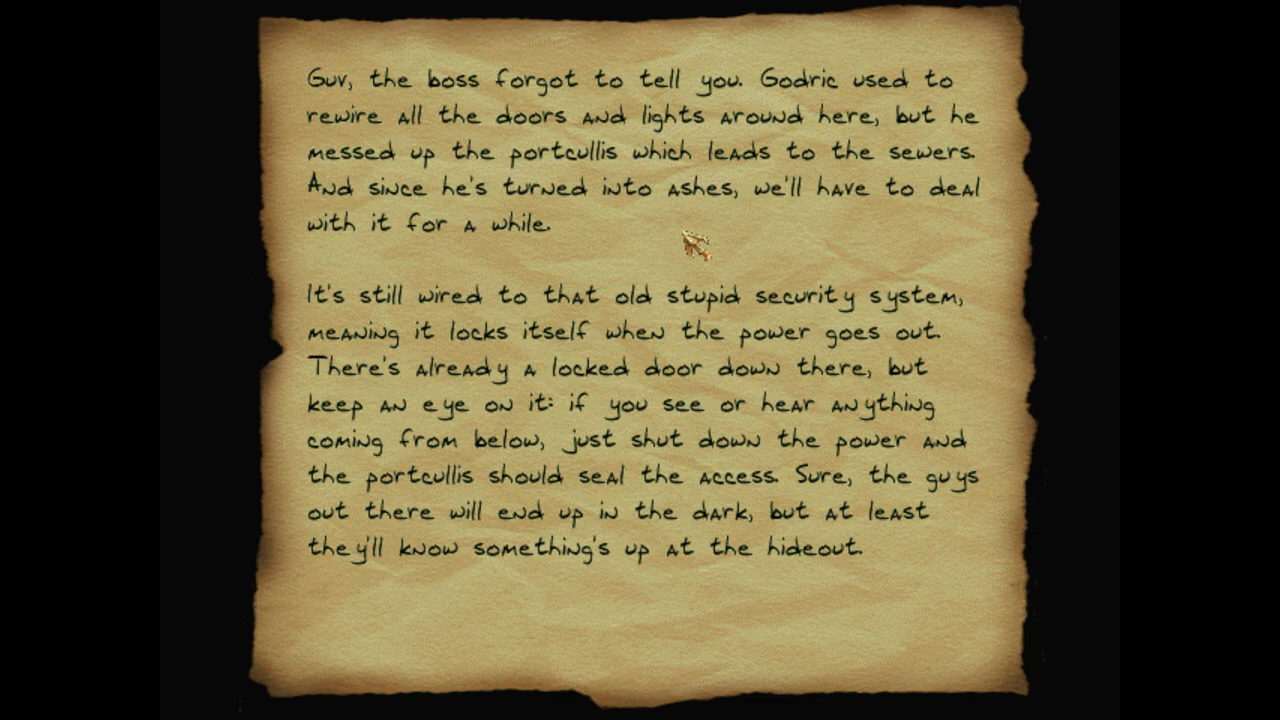 Guv, the boss forgot to tell you. Godric used to
rewire all the doors and lights around here, but he
messed up the portcullis which leads to the sewers.
And since he's turned into ashes, we'll have to deal
with it for a while.
It's still wired to that old stupid security system,
meaning it locks itself when the power goes out.
There's already a locked door down there, but
keep an eye on it: if you see or hear anything
coming from below, just shut down the power and
the portcullis should seal the access. Sure, the guys
out there will end up in the dark, but at least
they'll know something's up at the hideout.